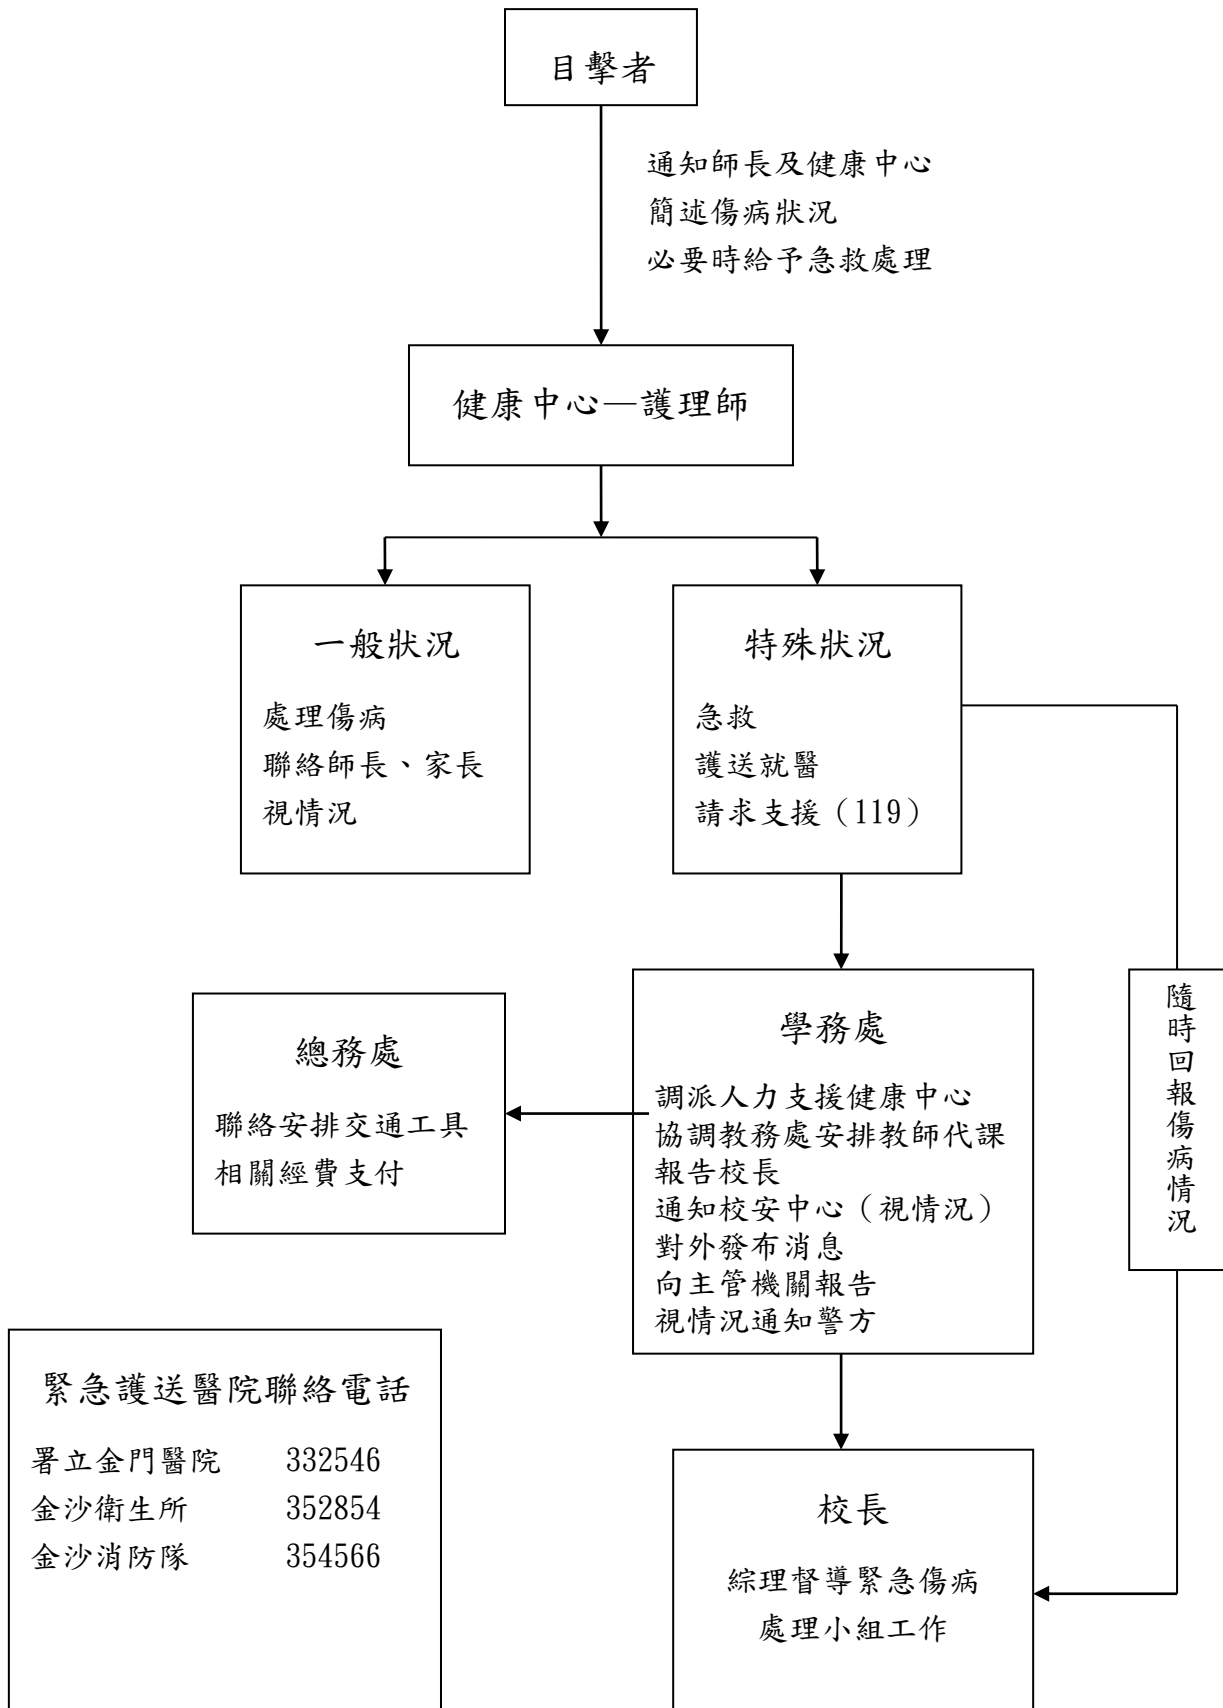 目擊者
通知師長及健康中心
簡述傷病狀況
必要時給予急救處理
健康中心—護理師
一般狀況
處理傷病
聯絡師長、家長
視情況
特殊狀況
急救
護送就醫
請求支援（119）
隨時回報傷病情況
總務處
聯絡安排交通工具
相關經費支付
學務處
調派人力支援健康中心
協調教務處安排教師代課
報告校長
通知校安中心（視情況）
對外發布消息
向主管機關報告
視情況通知警方
緊急護送醫院聯絡電話
署立金門醫院 332546
金沙衛生所 352854
金沙消防隊 354566
校長
綜理督導緊急傷病
處理小組工作